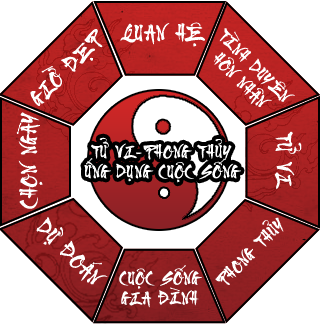 QUAN HỆ
TÌNH DUYÊN
HÔN NHÂN
TỬ VI
PHONG THỦY
CUỘC SỐNG
GIA ĐÌNH
DỰ ĐOÁN
CHỌN NGÀY
GIỜ ĐẸP
TỬ VI-PHONG THỦY
ỨNG DỤNG CUỘC SỐNG